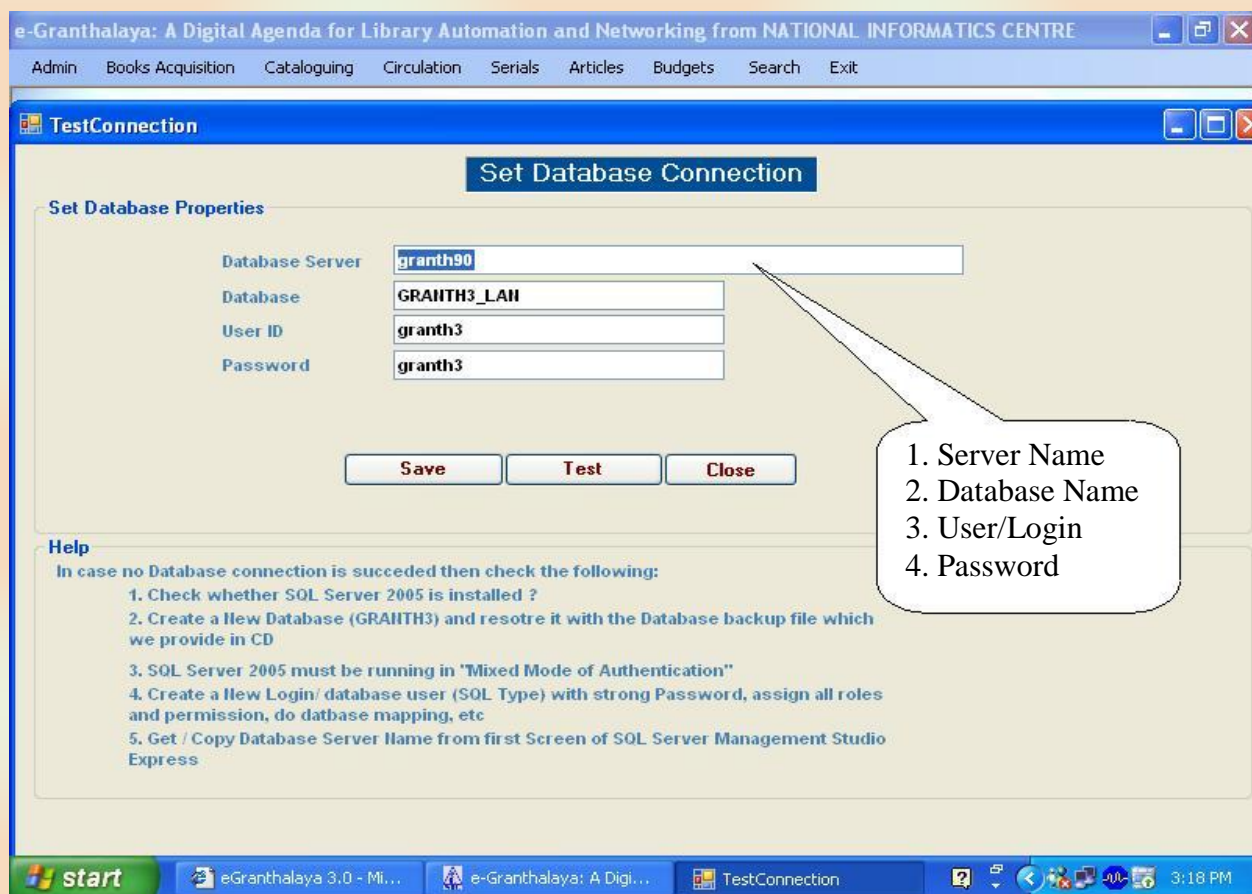 e-Granthalaya: A Digital Agenda for Library Automation and Networking from NATIONAL INFORMATICS CENTRE
Admin Books Acquisition Cataloguing Circulation Serials Articles Budgets Search Exit
TestConnection
Set Database Connection
Set Database Properties
Database Server granth90
Database GRANTH3_LAN
User ID granth3
Password granth3
Save Test Close
1. Server Name
2. Database Name
3. User/Login
4. Password
Help
In case no Database connection is succeded then check the following:
1. Check whether SQL Server 2005 is installed ?
2. Create a New Database (GRANTH3) and resotre it with the Database backup file which
we provide in CD
3. SQL Server 2005 must be running in "Mixed Mode of Authentication"
4. Create a New Login/ database user (SQL Type) with strong Password, assign all roles
and permission, do datbase mapping, etc
5. Get / Copy Database Server Name from first Screen of SQL Server Management Studio
Express
start eGranthalaya 3.0 - Mi... e-Granthalaya: A Digi... TestConnection 3:18 PM